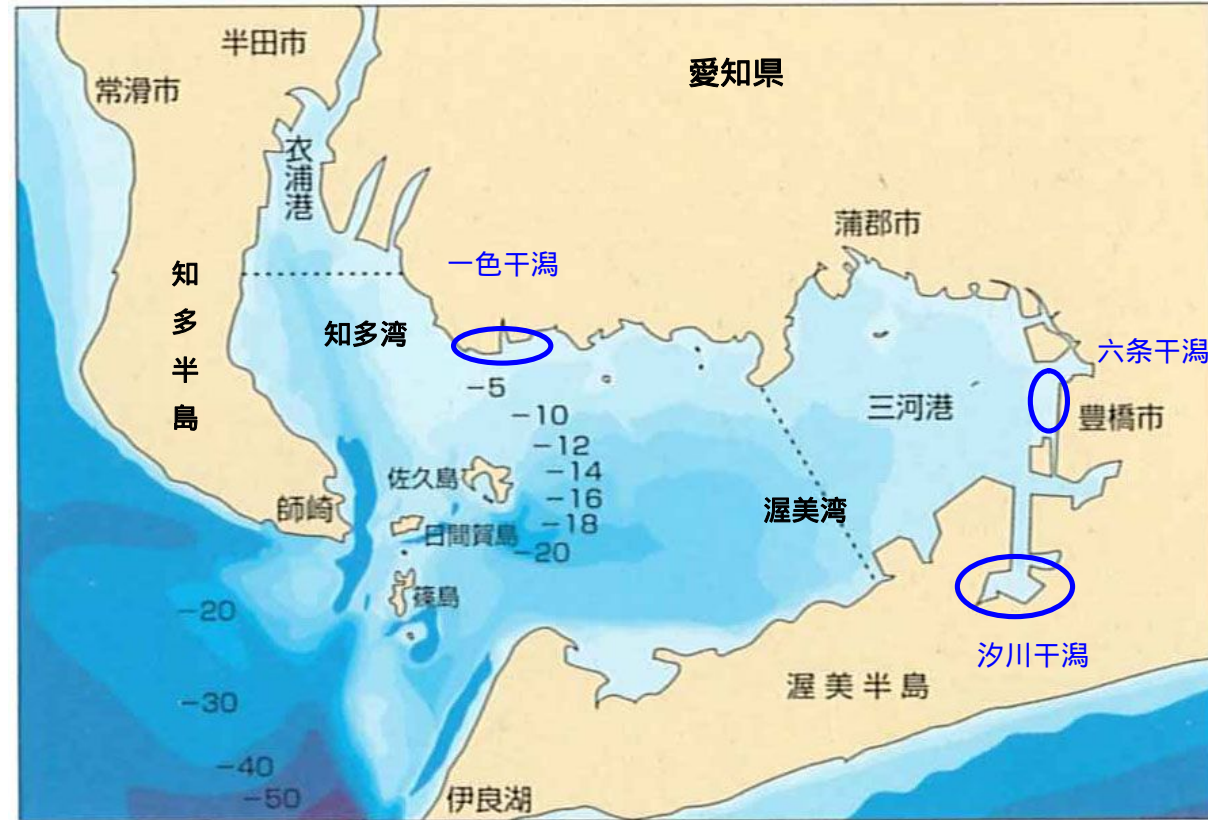 半田市
愛知県
常滑市
衣浦港
蒲郡市
一色干潟
知多半島
知多湾
六条干潟
三河港
豊橋市
−5
−10
−12
−14
−16
−18
−20
佐久島
師崎
日間賀島
渥美湾
篠島
−20
汐川干潟
渥美半島
−30
−40
−50
伊良湖